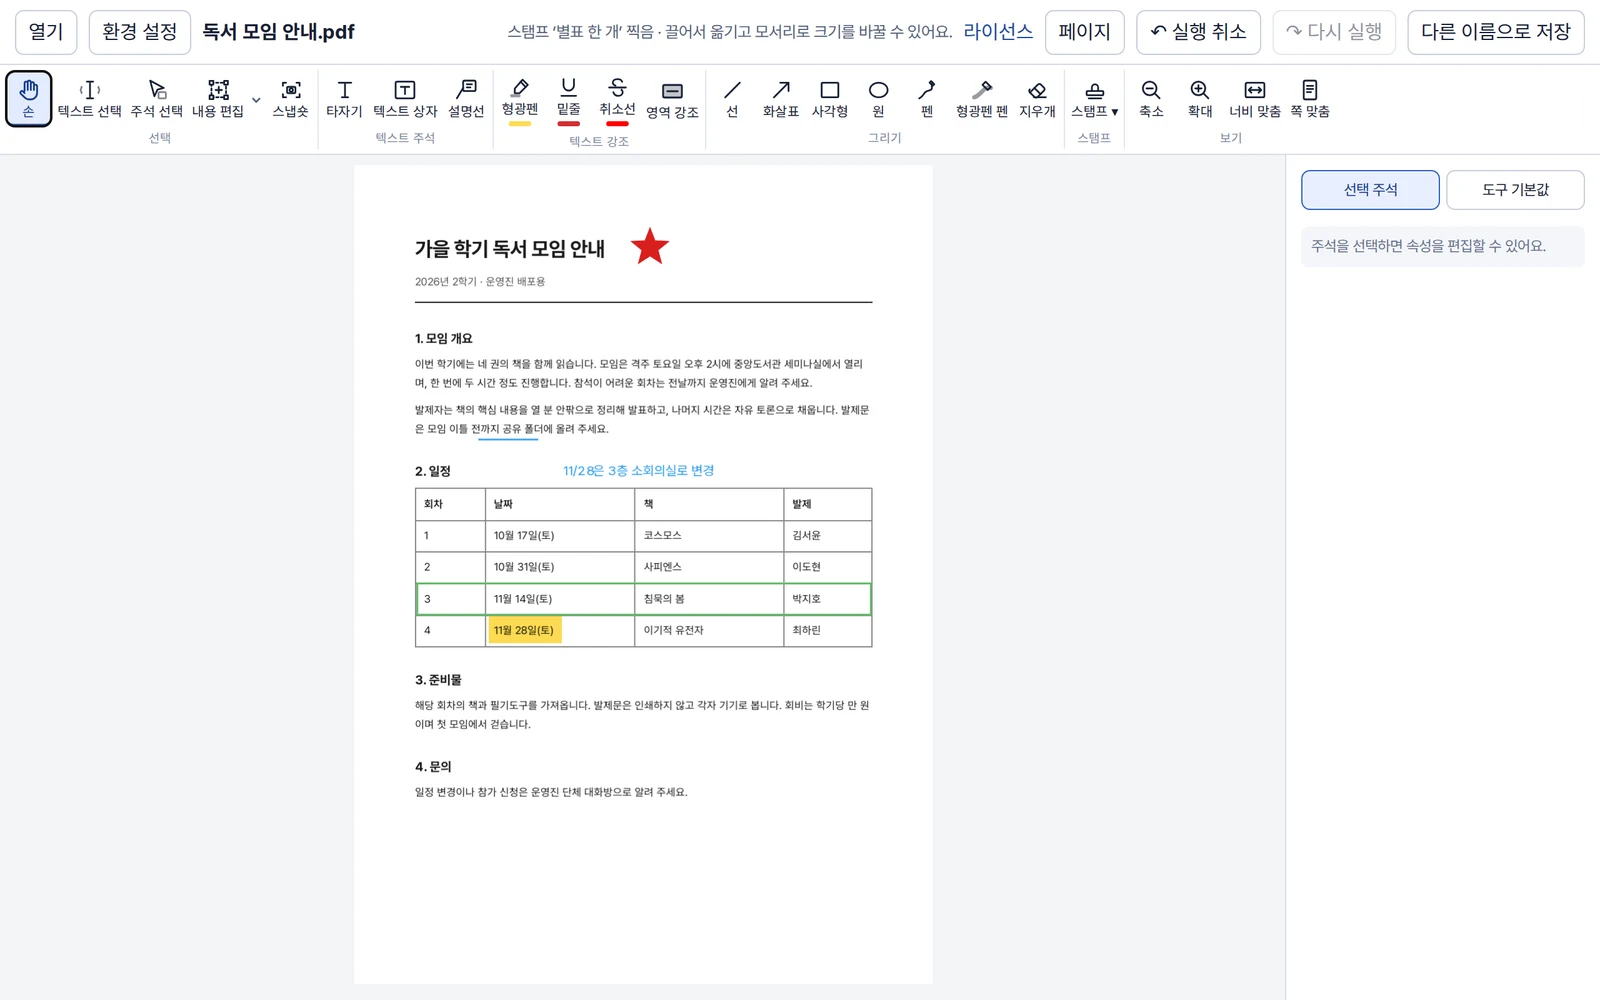 열기 환경 설정 독서 모임 안내.pdf 스탬프 ‘별표 한 개’ 찍음 · 끌어서 옮기고 모서리로 크기를 바꿀 수 있어요. 라이선스 페이지 ↶ 실행 취소 ↷ 다시 실행 다른 이름으로 저장
손 텍스트 선택 주석 선택 내용 편집 스냅숏 타자기 텍스트 상자 설명선 형광펜 밑줄 취소선 영역 강조 선 화살표 사각형 원 펜 형광펜 펜 지우개 스탬프 ▾ 축소 확대 너비 맞춤 쪽 맞춤
선택 텍스트 주석 텍스트 강조 그리기 스탬프 보기
선택 주석 도구 기본값
주석을 선택하면 속성을 편집할 수 있어요.
가을 학기 독서 모임 안내
2026년 2학기 · 운영진 배포용
1. 모임 개요
이번 학기에는 네 권의 책을 함께 읽습니다. 모임은 격주 토요일 오후 2시에 중앙도서관 세미나실에서 열리
며, 한 번에 두 시간 정도 진행합니다. 참석이 어려운 회차는 전날까지 운영진에게 알려 주세요.
발제자는 책의 핵심 내용을 열 분 안팎으로 정리해 발표하고, 나머지 시간은 자유 토론으로 채웁니다. 발제문
은 모임 이틀 전까지 공유 폴더에 올려 주세요.
2. 일정 11/28은 3층 소회의실로 변경
회차 날짜 책 발제
1 10월 17일(토) 코스모스 김서윤
2 10월 31일(토) 사피엔스 이도현
3 11월 14일(토) 침묵의 봄 박지호
4 11월 28일(토) 이기적 유전자 최하린
3. 준비물
해당 회차의 책과 필기도구를 가져옵니다. 발제문은 인쇄하지 않고 각자 기기로 봅니다. 회비는 학기당 만 원
이며 첫 모임에서 걷습니다.
4. 문의
일정 변경이나 참가 신청은 운영진 단체 대화방으로 알려 주세요.